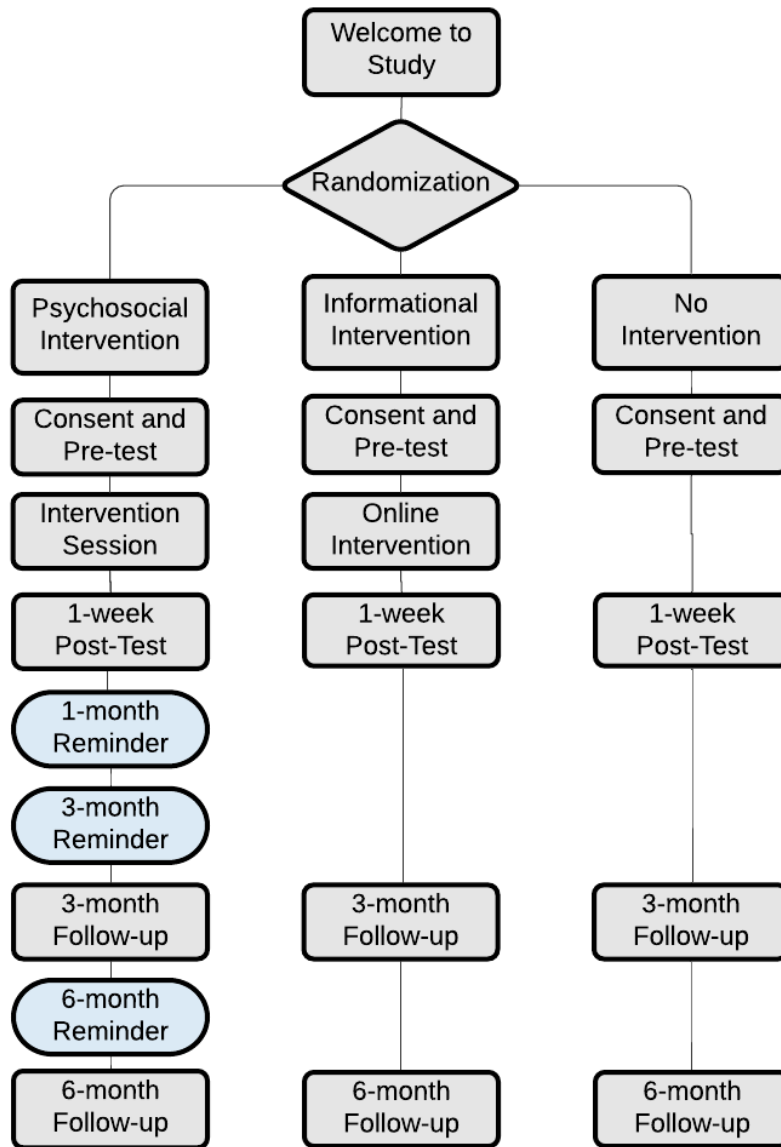 Welcome to
Study
Randomization
Psychosocial
Intervention
Informational
Intervention
No
Intervention
Consent and
Pre-test
Consent and
Pre-test
Consent and
Pre-test
Intervention
Session
Online
Intervention
1-week
Post-Test
1-week
Post-Test
1-week
Post-Test
1-month
Reminder
3-month
Reminder
3-month
Follow-up
3-month
Follow-up
3-month
Follow-up
6-month
Reminder
6-month
Follow-up
6-month
Follow-up
6-month
Follow-up